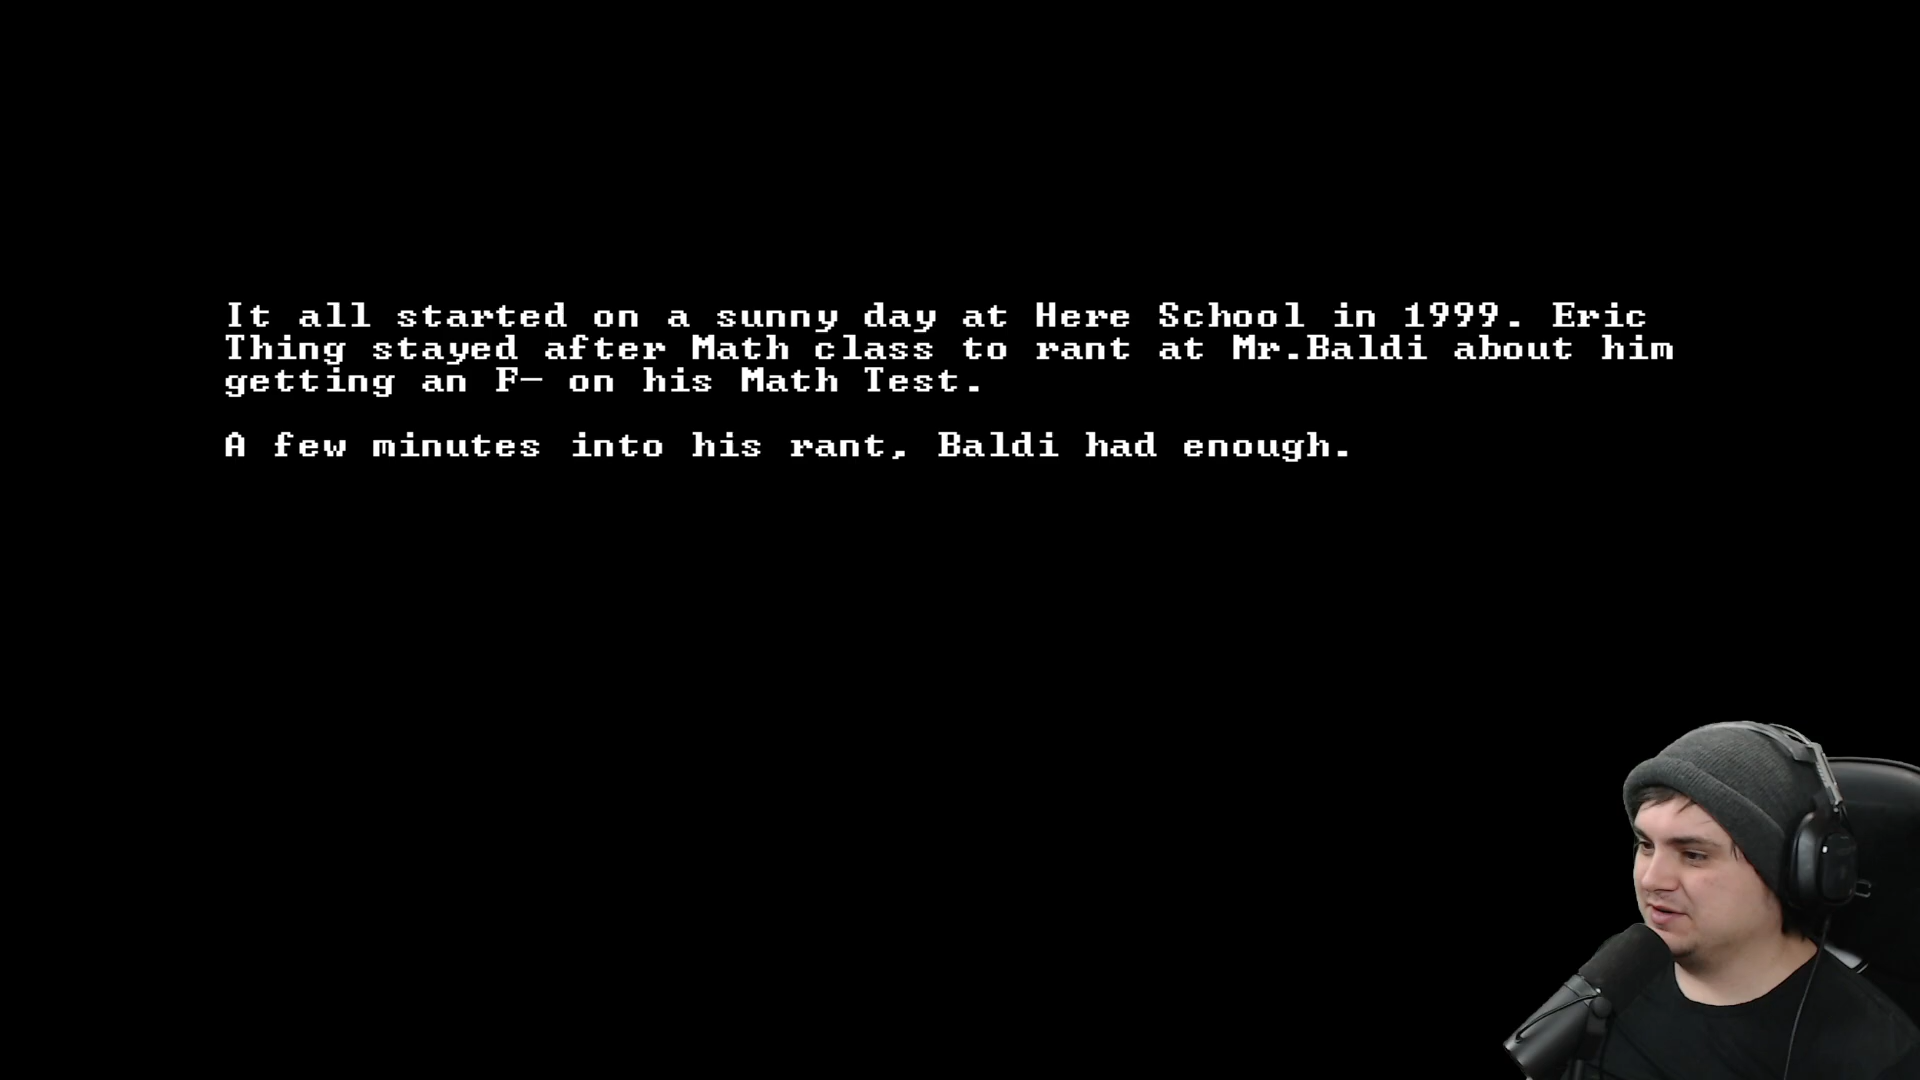 It all started on a sunny day at Here School in 1999. Eric
Thing stayed after Math class to rant at Mr.Baldi about him
getting an F- on his Math Test.
A few minutes into his rant, Baldi had enough.